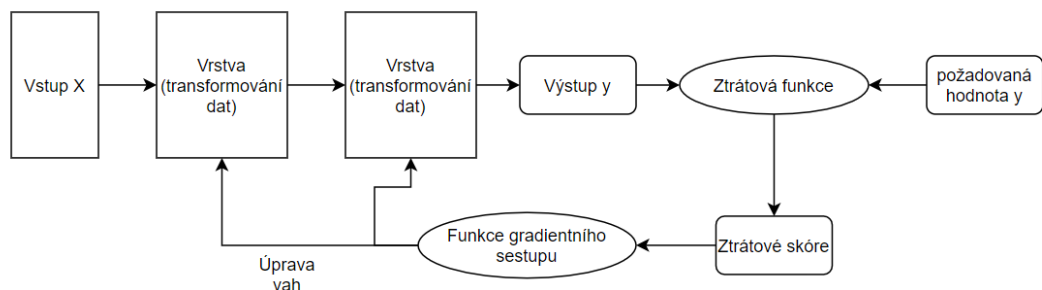 Vstup X
Vrstva
(transformování
dat)
Vrstva
(transformování
dat)
Výstup y
Ztrátová funkce
požadovaná
hodnota y
Funkce gradientního
sestupu
Ztrátové skóre
Úprava
vah